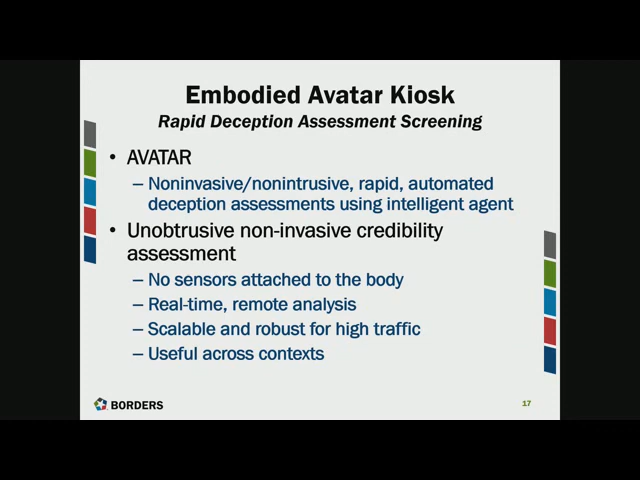 Embodied Avatar Kiosk
Rapid Deception Assessment Screening
• AVATAR
– Noninvasive/nonintrusive, rapid, automated
deception assessments using intelligent agent
• Unobtrusive non-invasive credibility
assessment
– No sensors attached to the body
– Real-time, remote analysis
– Scalable and robust for high traffic
– Useful across contexts
BORDERS
17